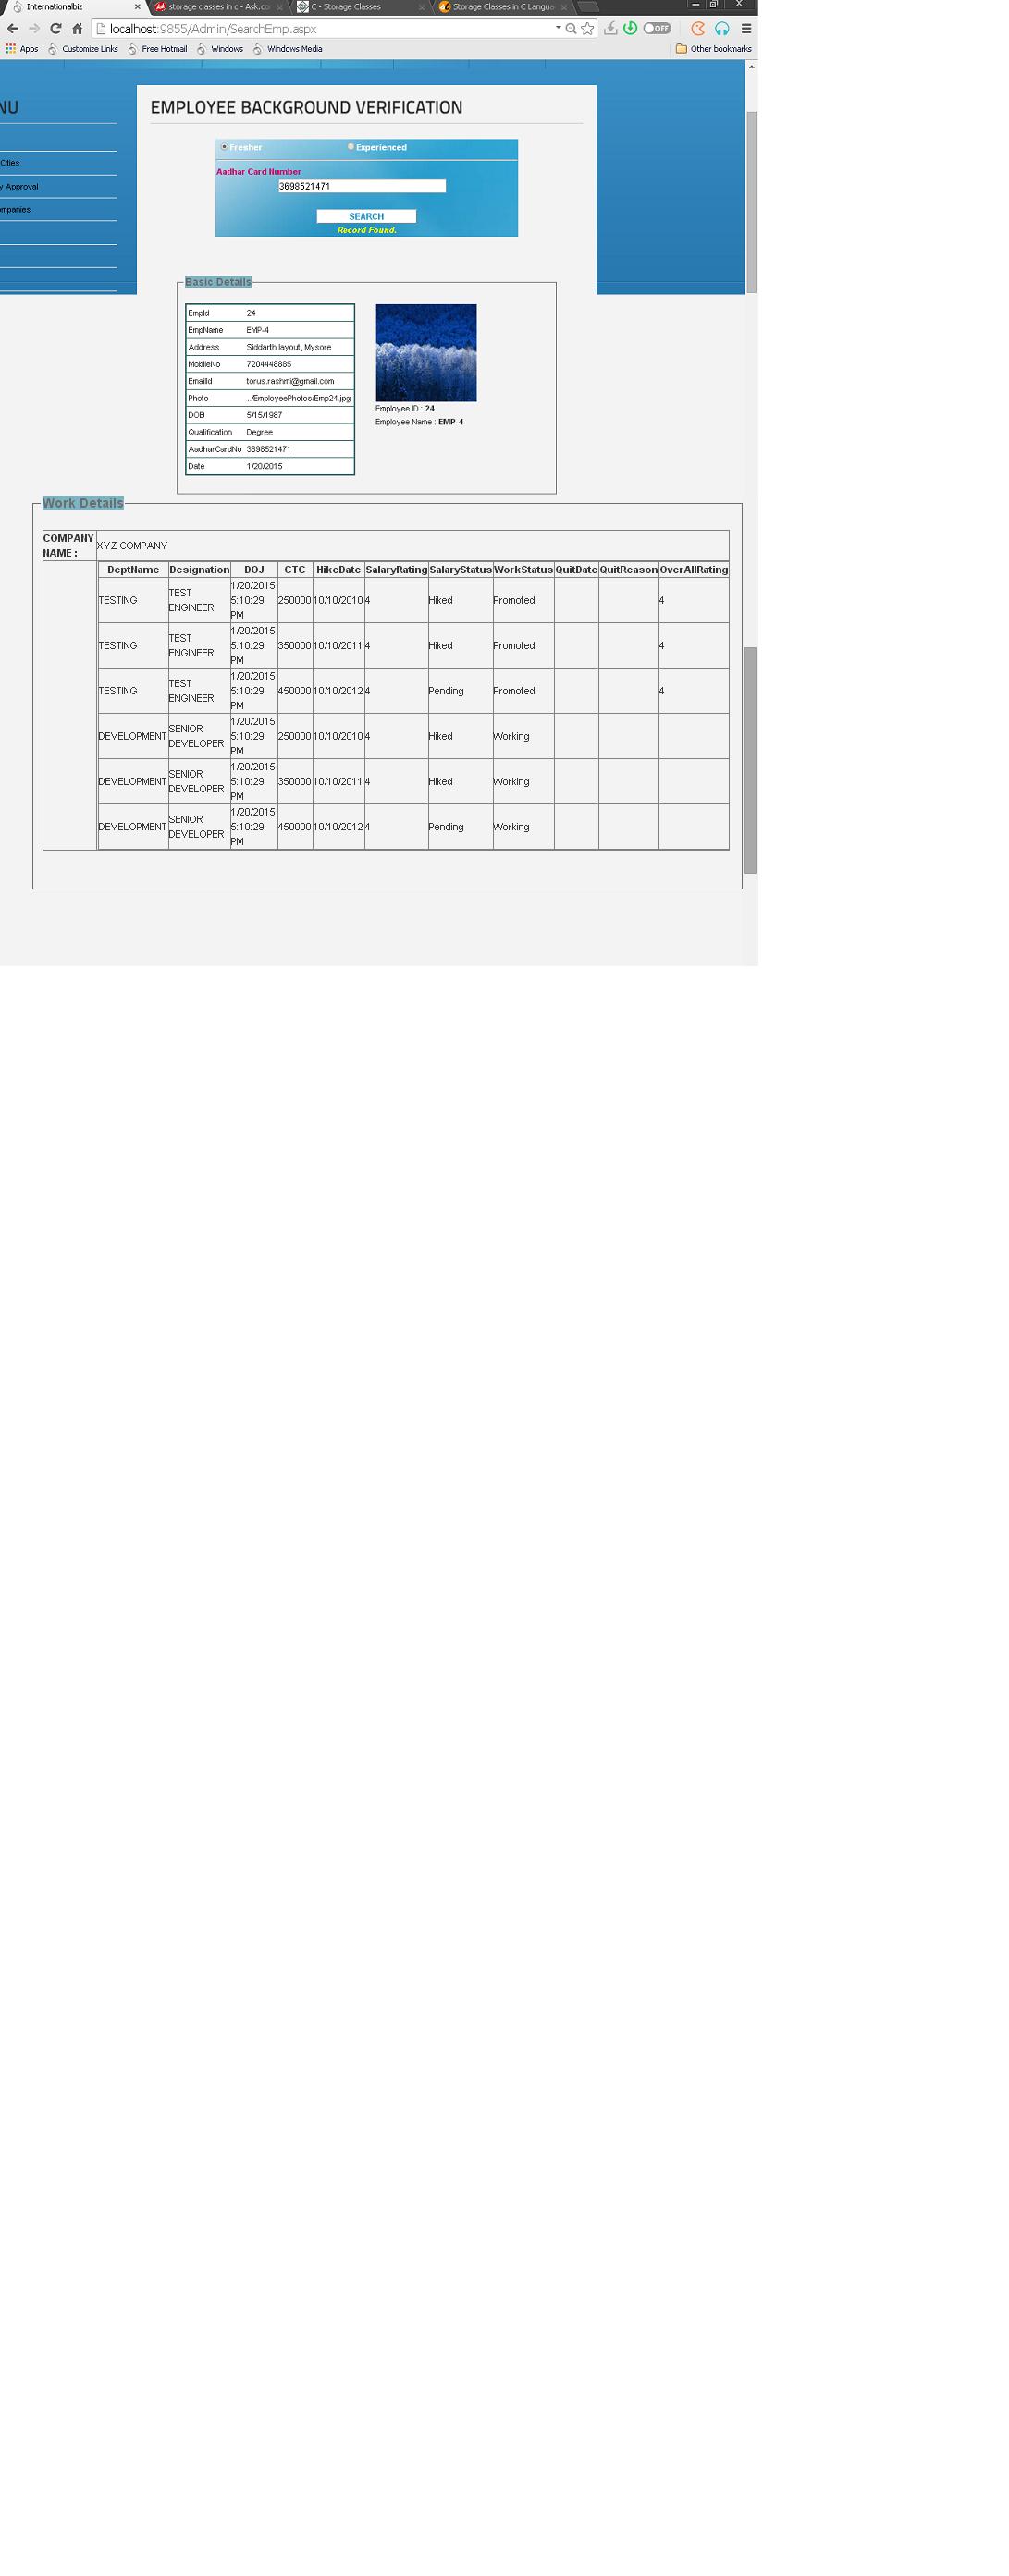 Internationalbiz
storage classes in c - Ask.co
C - Storage Classes
Storage Classes in C Langua
localhost:9855/Admin/SearchEmp.aspx
OFF
Apps Customize Links Free Hotmail Windows Windows Media Other bookmarks
NU
Cities
y Approval
ompanies
EMPLOYEE BACKGROUND VERIFICATION
Fresher Experienced
Aadhar Card Number
3698521471
SEARCH
Record Found.
Basic Details
EmpId 24
EmpName EMP-4
Address Siddarth layout, Mysore
MobileNo 7204448885
EmailId torus.rashmi@gmail.com
Photo ../EmployeePhotos/Emp24.jpg
DOB 5/15/1987
Qualification Degree
AadharCardNo 3698521471
Date 1/20/2015
Employee ID : 24
Employee Name : EMP-4
Work Details
COMPANY NAME : XYZ COMPANY
DeptName Designation DOJ CTC HikeDate SalaryRating SalaryStatus WorkStatus QuitDate QuitReason OverAllRating
TESTING TEST ENGINEER 1/20/2015 5:10:29 PM 250000 10/10/2010 4 Hiked Promoted 4
TESTING TEST ENGINEER 1/20/2015 5:10:29 PM 350000 10/10/2011 4 Hiked Promoted 4
TESTING TEST ENGINEER 1/20/2015 5:10:29 PM 450000 10/10/2012 4 Pending Promoted 4
DEVELOPMENT SENIOR DEVELOPER 1/20/2015 5:10:29 PM 250000 10/10/2010 4 Hiked Working
DEVELOPMENT SENIOR DEVELOPER 1/20/2015 5:10:29 PM 350000 10/10/2011 4 Hiked Working
DEVELOPMENT SENIOR DEVELOPER 1/20/2015 5:10:29 PM 450000 10/10/2012 4 Pending Working